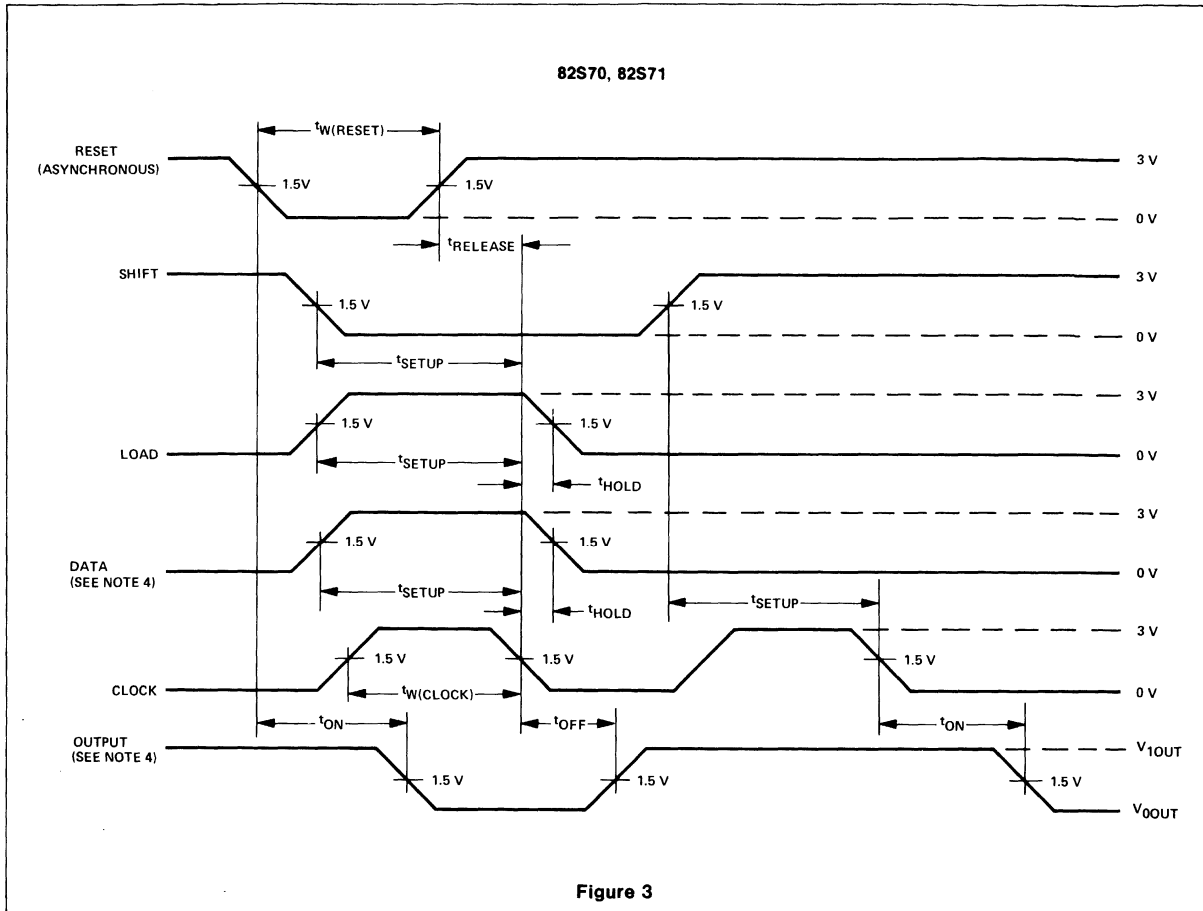 82S70, 82S71
tW(RESET)
RESET
(ASYNCHRONOUS)
3 V
1.5V
1.5V
0 V
tRELEASE
SHIFT
3 V
1.5 V
1.5 V
0 V
tSETUP
3 V
1.5 V
1.5 V
LOAD
0 V
tSETUP
tHOLD
3 V
1.5 V
1.5 V
DATA
(SEE NOTE 4)
0 V
tSETUP
tHOLD
tSETUP
3 V
1.5 V
1.5 V
1.5 V
CLOCK
tW(CLOCK)
0 V
tON
tOFF
tON
OUTPUT
(SEE NOTE 4)
V1OUT
1.5 V
1.5 V
1.5 V
V0OUT
Figure 3